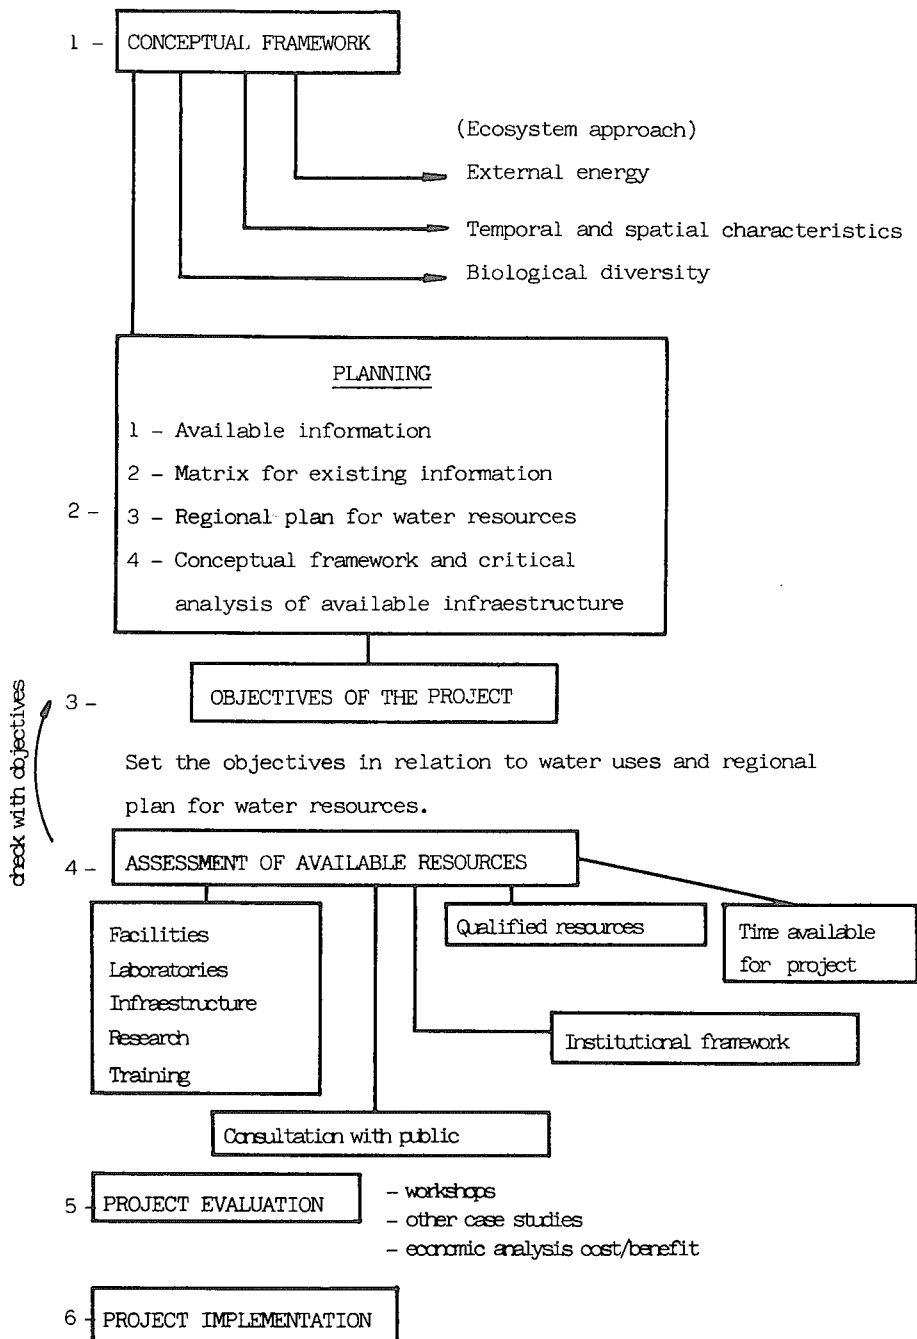 1 - CONCEPTUAL FRAMEWORK
(Ecosystem approach)
External energy
Temporal and spatial characteristics
Biological diversity
PLANNING
1 - Available information
2 - Matrix for existing information
2 -
3 - Regional plan for water resources
4 - Conceptual framework and critical
analysis of available infraestructure
3 -
OBJECTIVES OF THE PROJECT
check with objectives
Set the objectives in relation to water uses and regional
plan for water resources.
4 - ASSESSMENT OF AVAILABLE RESOURCES
Facilities
Laboratories
Infraestructure
Research
Training
Qualified resources
Time available
for project
Institutional framework
Consultation with public
5 - PROJECT EVALUATION
- workshops
- other case studies
- economic analysis cost/benefit
6 - PROJECT IMPLEMENTATION